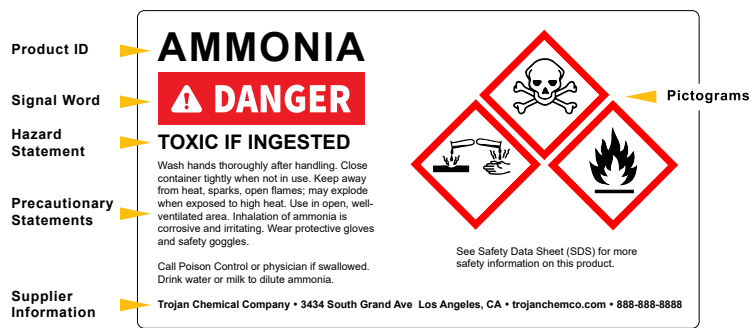 Product ID
AMMONIA
Signal Word
DANGER
Hazard
Statement
TOXIC IF INGESTED
Wash hands thoroughly after handling. Close
container tightly when not in use. Keep away
from heat, sparks, open flames; may explode
when exposed to high heat. Use in open, well-
ventilated area. Inhalation of ammonia is
corrosive and irritating. Wear protective gloves
and safety goggles.
Precautionary
Statements
Call Poison Control or physician if swallowed.
Drink water or milk to dilute ammonia.
Pictograms
See Safety Data Sheet (SDS) for more
safety information on this product.
Supplier
Information
Trojan Chemical Company • 3434 South Grand Ave Los Angeles, CA • trojanchemco.com • 888-888-8888